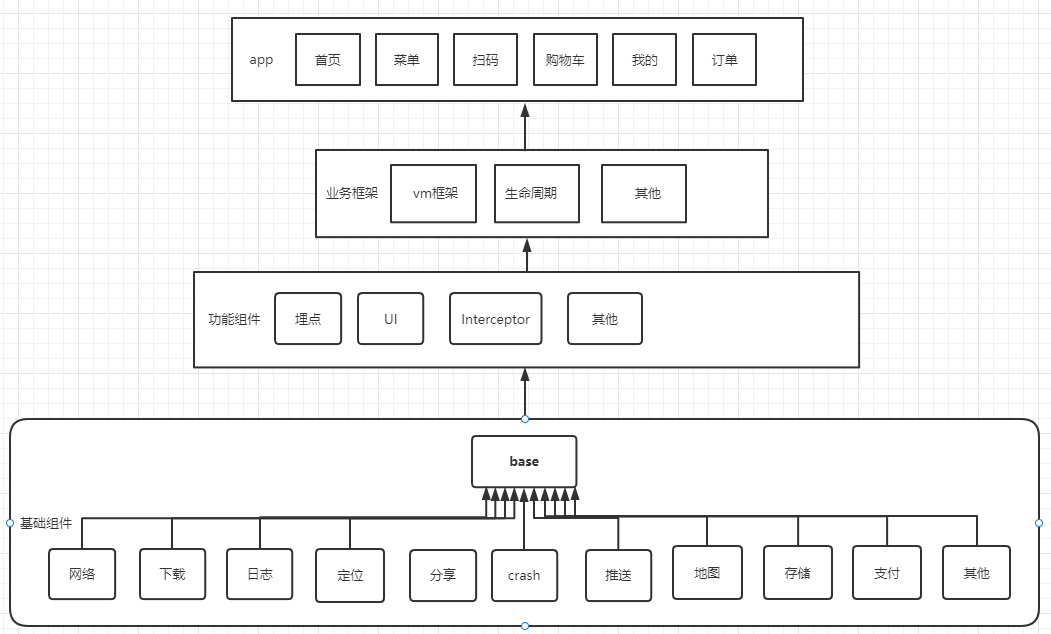 app
首页
菜单
扫码
购物车
我的
订单
业务框架
vm框架
生命周期
其他
功能组件
埋点
UI
Interceptor
其他
base
基础组件
网络
下载
日志
定位
分享
crash
推送
地图
存储
支付
其他